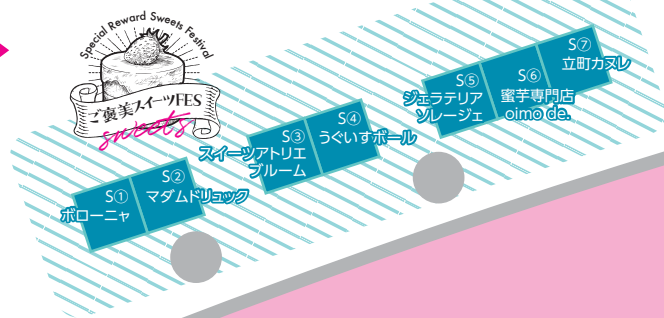 Special Reward Sweets Festival
ご褒美スイーツFES
sweets
S①
ボローニャ
S②
マダムドリュック
S③
スイーツアトリエ
ブルーム
S④
うぐいすボール
S⑤
ジェラテリア
ソレージェ
S⑥
蜜芋専門店
oimo de.
S⑦
立町カヌレ